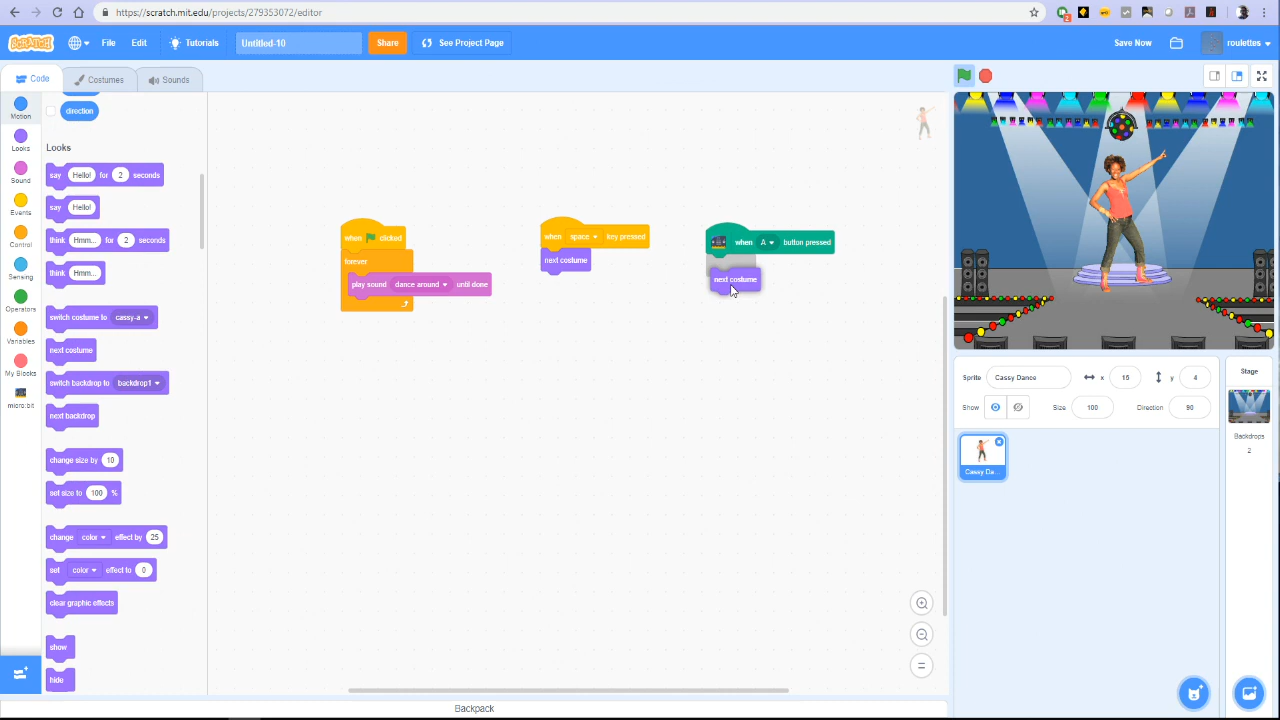 https://scratch.mit.edu/projects/279353072/editor
SCRATCH File Edit Tutorials Untitled-10 Share See Project Page Save Now roulettes
Code Costumes Sounds
Motion
Looks
Sound
Events
Control
Sensing
Operators
Variables
My Blocks
micro:bit
direction
Looks
say Hello! for 2 seconds
say Hello!
think Hmm... for 2 seconds
think Hmm...
switch costume to cassy-a
next costume
switch backdrop to backdrop1
next backdrop
change size by 10
set size to 100 %
change color effect by 25
set color effect to 0
clear graphic effects
show
hide
when clicked
forever
play sound dance around until done
when space key pressed
next costume
when A button pressed
next costume
Sprite Cassy Dance x 15 y 4
Show Size 100 Direction 90
Cassy Da...
Stage
Backdrops
2
Backpack